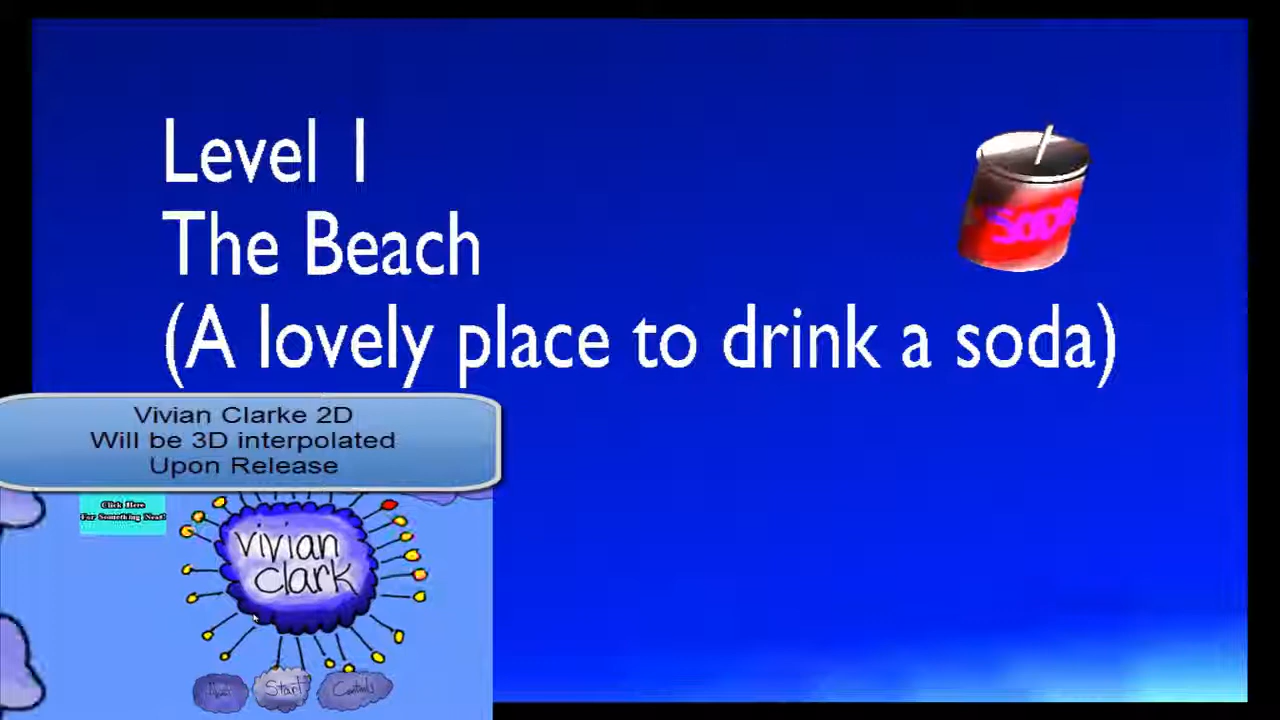 Level 1
The Beach
(A lovely place to drink a soda)
SODA
Vivian Clarke 2D
Will be 3D interpolated
Upon Release
Click Here
For Something Neat!
vivian
clark
Start
Controls